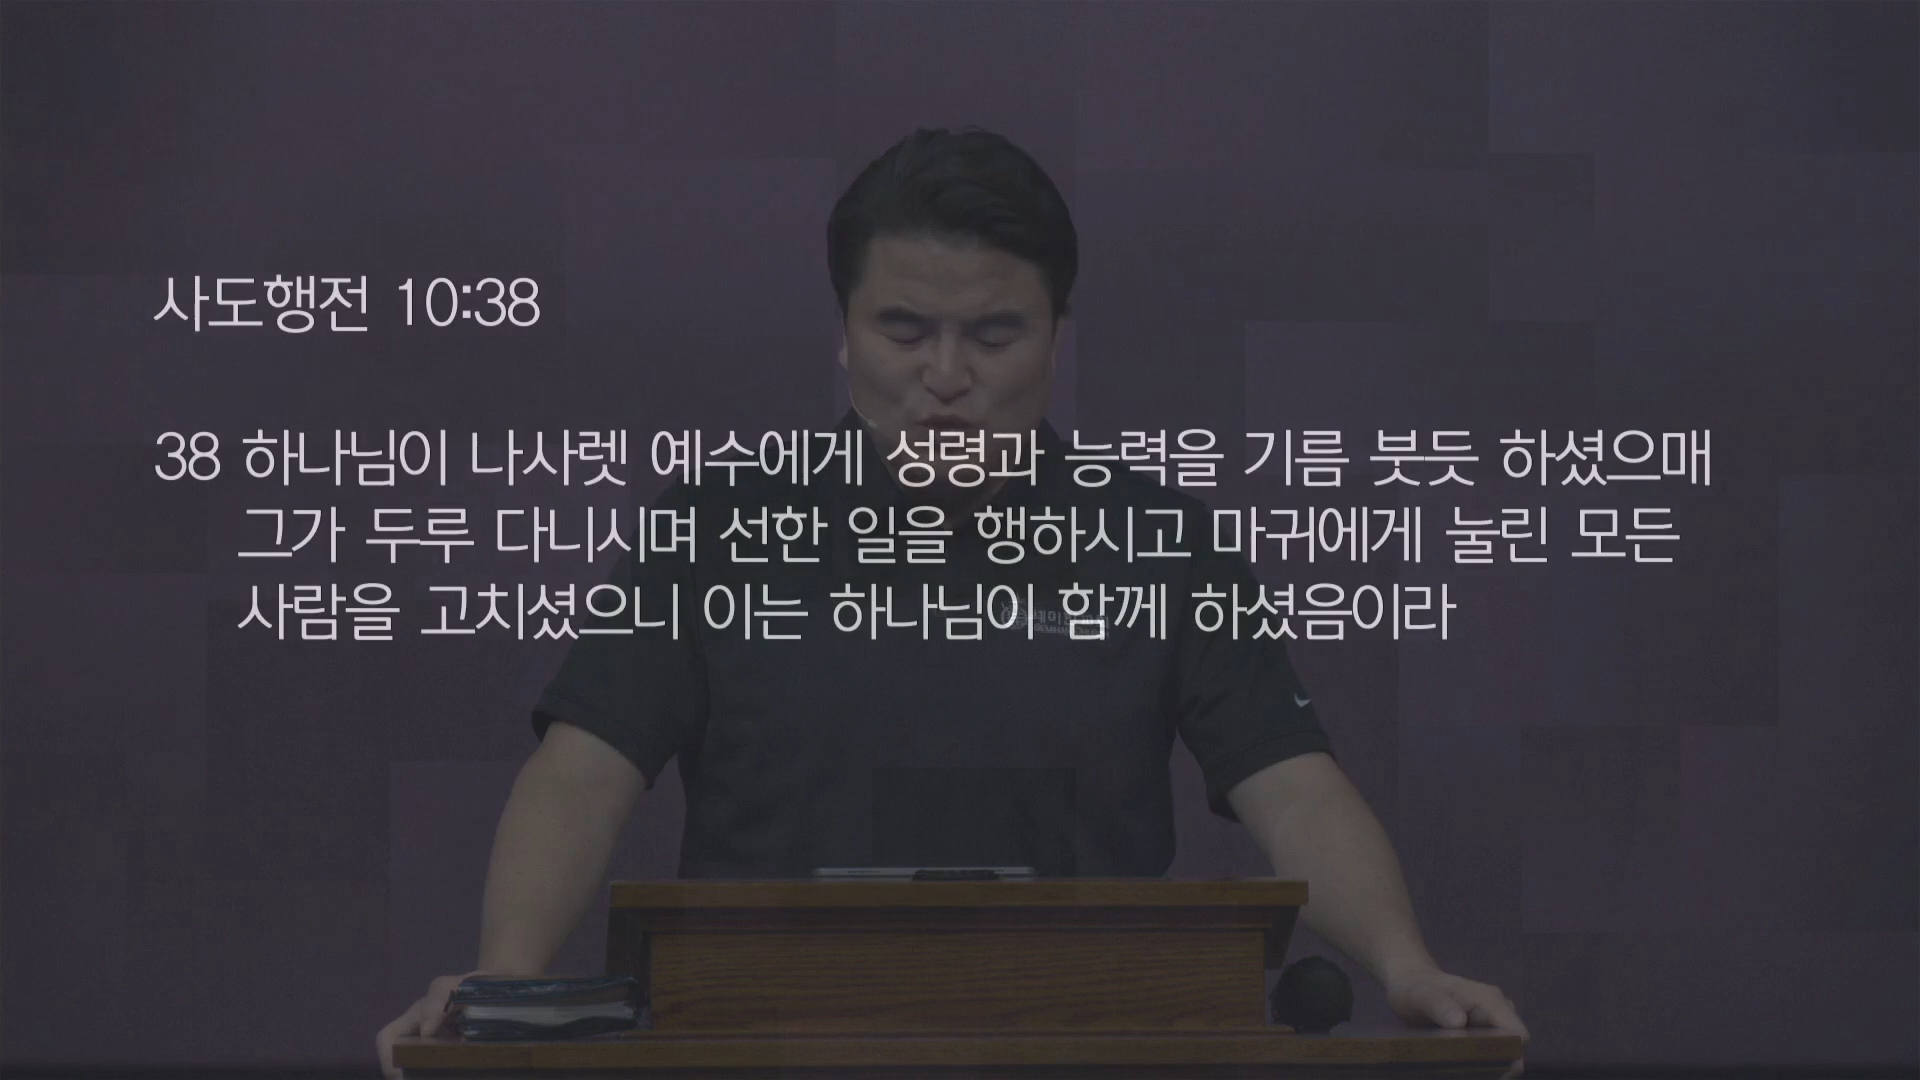 사도행전 10:38
38 하나님이 나사렛 예수에게 성령과 능력을 기름 붓듯 하셨으매
그가 두루 다니시며 선한 일을 행하시고 마귀에게 눌린 모든
사람을 고치셨으니 이는 하나님이 함께 하셨음이라